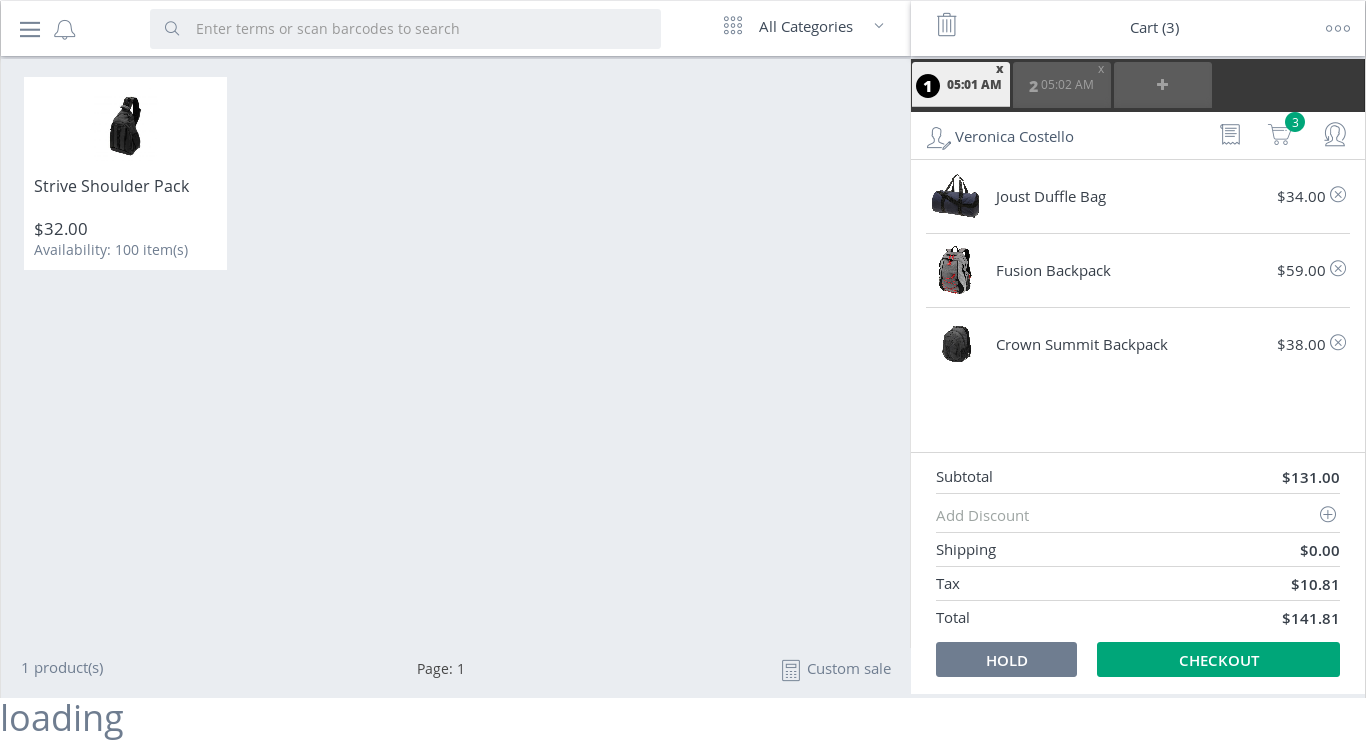 Enter terms or scan barcodes to search
All Categories
Cart (3)
1 05:01 AM x
2 05:02 AM x
+
Veronica Costello
3
Strive Shoulder Pack
$32.00
Availability: 100 item(s)
Joust Duffle Bag $34.00
Fusion Backpack $59.00
Crown Summit Backpack $38.00
Subtotal $131.00
Add Discount
Shipping $0.00
Tax $10.81
Total $141.81
HOLD CHECKOUT
1 product(s) Page: 1 Custom sale
loading